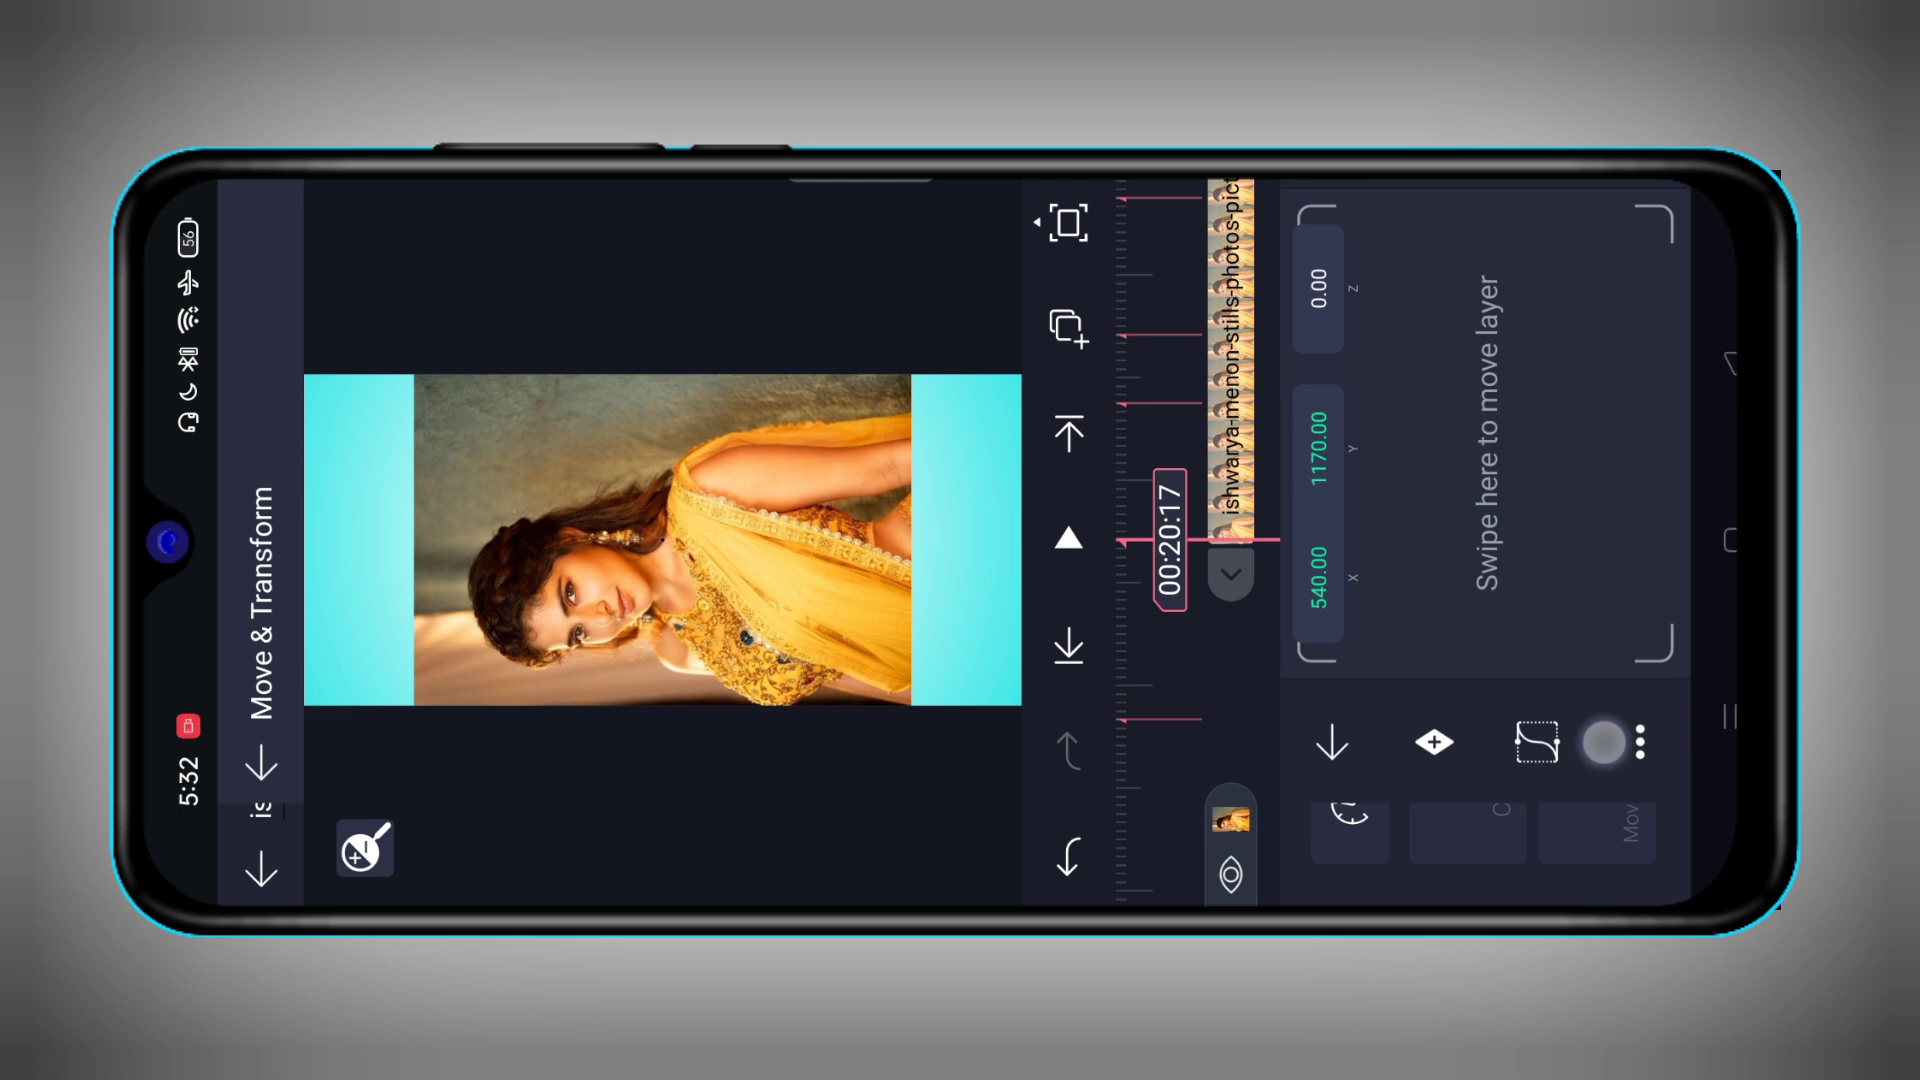 5:32
56
is
Move & Transform
00:20:17
ishwarya-menon-stills-photos-pict
540.00
1170.00
0.00
X
Y
Z
Swipe here to move layer
C
Mov